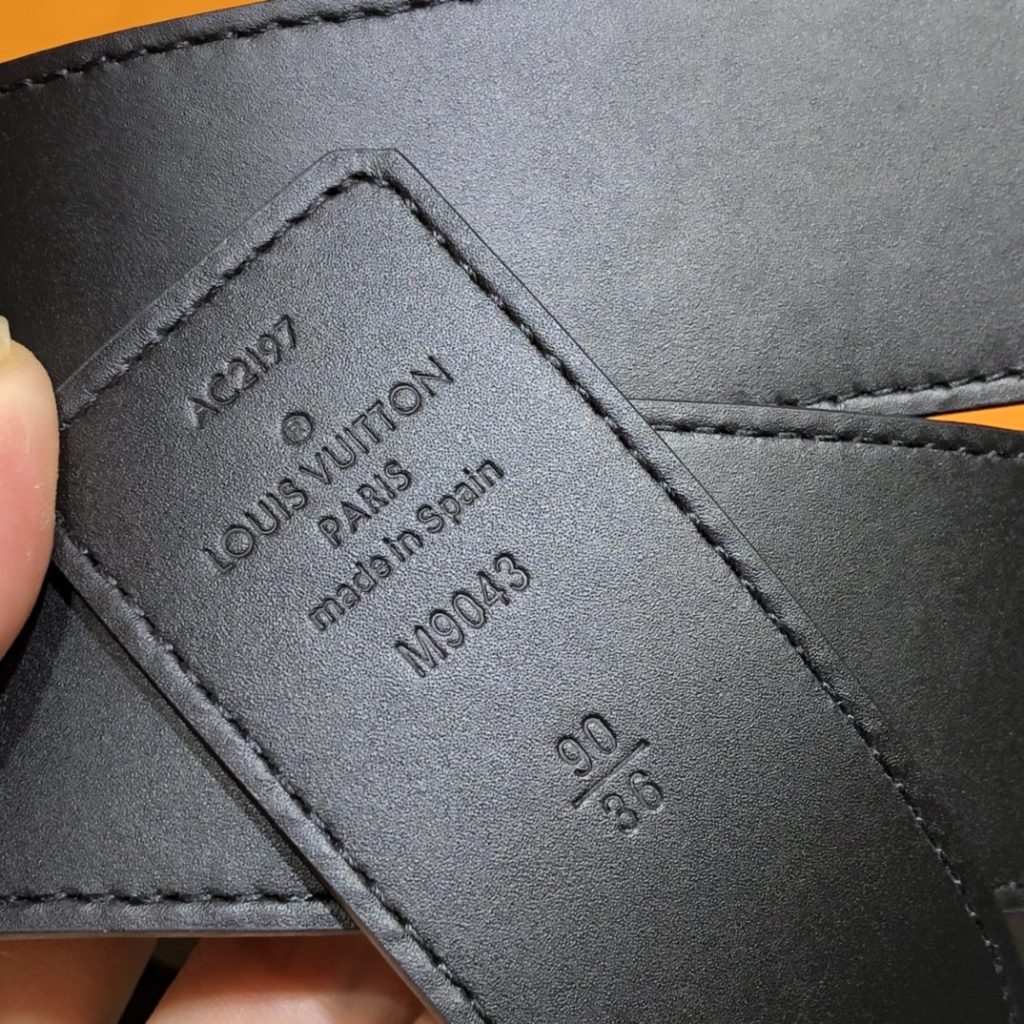 AC2197
®
LOUIS VUITTON
PARIS
made in Spain
M9043
90
36